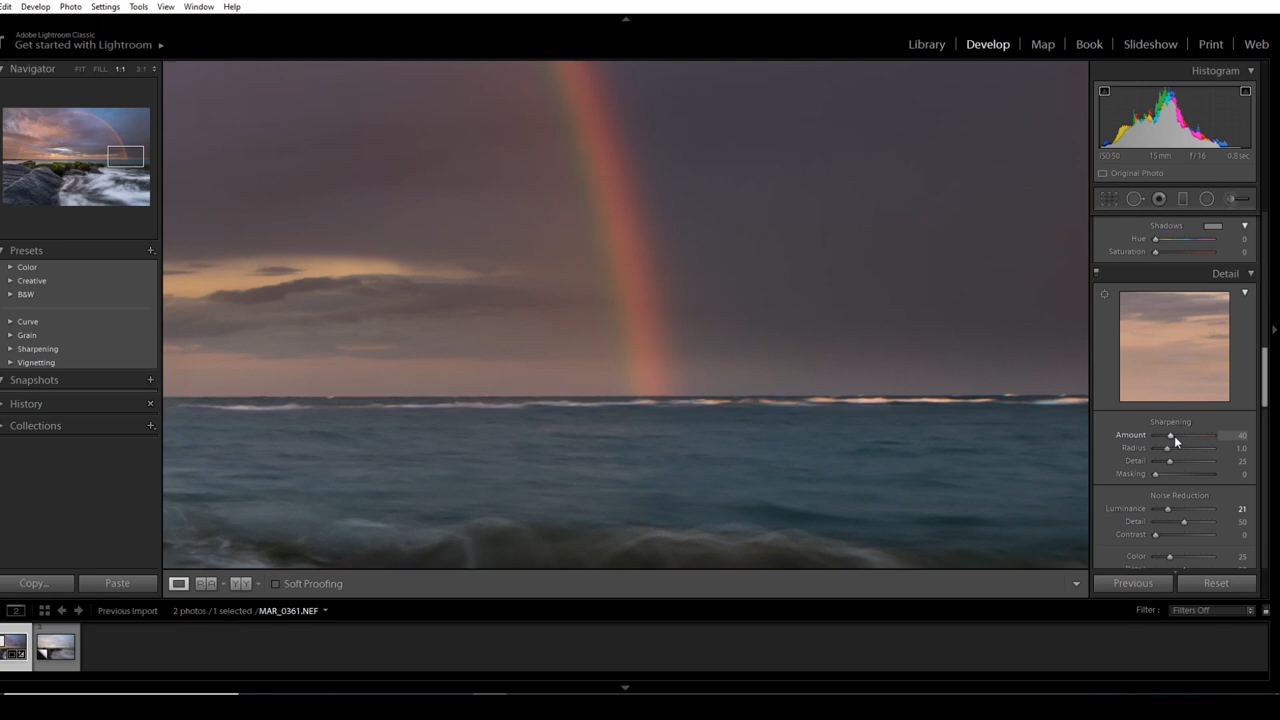 Edit Develop Photo Settings Tools View Window Help
Adobe Lightroom Classic
Get started with Lightroom
Library Develop Map Book Slideshow Print Web
Navigator FIT FILL 1:1 3:1
Histogram
ISO 50 15 mm f / 16 0.8 sec
Original Photo
Shadows
Hue 0
Saturation 0
Presets
Color
Creative
B&W
Curve
Grain
Sharpening
Vignetting
Snapshots
History
Collections
Detail
Sharpening
Amount 40
Radius 1.0
Detail 25
Masking 0
Noise Reduction
Luminance 21
Detail 50
Contrast 0
Color 25
Copy... Paste
Soft Proofing
Previous Reset
2 Previous Import 2 photos / 1 selected / MAR_0361.NEF
Filter : Filters Off